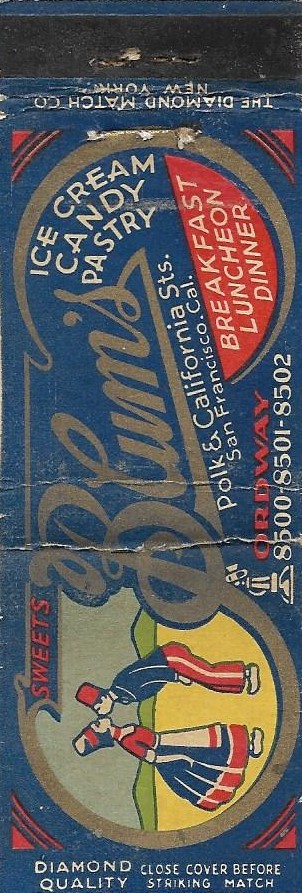 THE DIAMOND MATCH CO.
NEW YORK
ICE CREAM
CANDY
PASTRY
BREAKFAST
LUNCHEON
DINNER
Blum's
Polk & California Sts.
San Francisco. Cal.
ORDWAY
8500-8501-8502
SWEETS
DIAMOND QUALITY
CLOSE COVER BEFORE
STRIKING MATCH